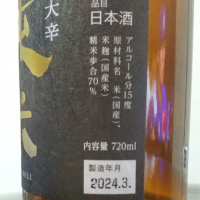 大辛
品目
日本酒
アルコール分15度
原材料名 米(国産)、
米麹(国産米)
精米歩合70%
内容量 720ml
製造年月
2024.3.